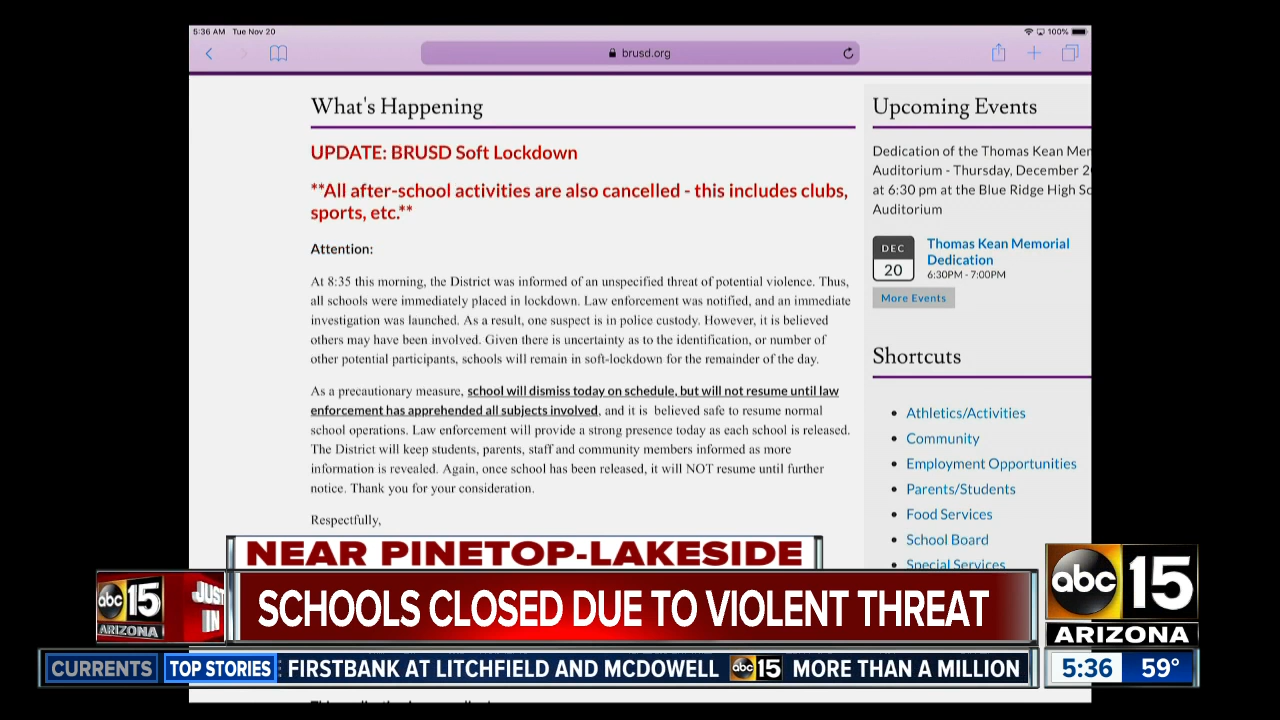 5:36 AM Tue Nov 20
100%
brusd.org
What's Happening
UPDATE: BRUSD Soft Lockdown
**All after-school activities are also cancelled - this includes clubs,
sports, etc.**
Attention:
At 8:35 this morning, the District was informed of an unspecified threat of potential violence. Thus,
all schools were immediately placed in lockdown. Law enforcement was notified, and an immediate
investigation was launched. As a result, one suspect is in police custody. However, it is believed
others may have been involved. Given there is uncertainty as to the identification, or number of
other potential participants, schools will remain in soft-lockdown for the remainder of the day.
As a precautionary measure, school will dismiss today on schedule, but will not resume until law
enforcement has apprehended all subjects involved, and it is believed safe to resume normal
school operations. Law enforcement will provide a strong presence today as each school is released.
The District will keep students, parents, staff and community members informed as more
information is revealed. Again, once school has been released, it will NOT resume until further
notice. Thank you for your consideration.
Respectfully,
Upcoming Events
Dedication of the Thomas Kean Mem
Auditorium - Thursday, December 2
at 6:30 pm at the Blue Ridge High Sc
Auditorium
DEC
20
Thomas Kean Memorial
Dedication
6:30PM - 7:00PM
More Events
Shortcuts
Athletics/Activities
Community
Employment Opportunities
Parents/Students
Food Services
School Board
Special Services
NEAR PINETOP-LAKESIDE
abc 15
ARIZONA
JUST
IN
SCHOOLS CLOSED DUE TO VIOLENT THREAT
abc 15
ARIZONA
CURRENTS
TOP STORIES
: FIRSTBANK AT LITCHFIELD AND MCDOWELL abc 15 MORE THAN A MILLION
5:36 59°